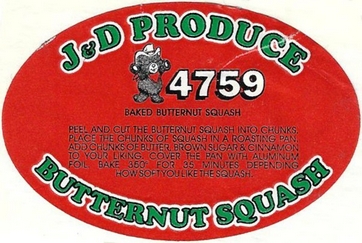 J&D PRODUCE
4759
BAKED BUTTERNUT SQUASH
PEEL AND CUT THE BUTTERNUT SQUASH INTO CHUNKS.
PLACE THE CHUNKS OF SQUASH IN A ROASTING PAN.
ADD CHUNKS OF BUTTER, BROWN SUGAR & CINNAMON
TO YOUR LIKING. COVER THE PAN WITH ALUMINUM
FOIL. BAKE 350° FOR 35 MINUTES DEPENDING
HOW SOFT YOU LIKE THE SQUASH.
BUTTERNUT SQUASH